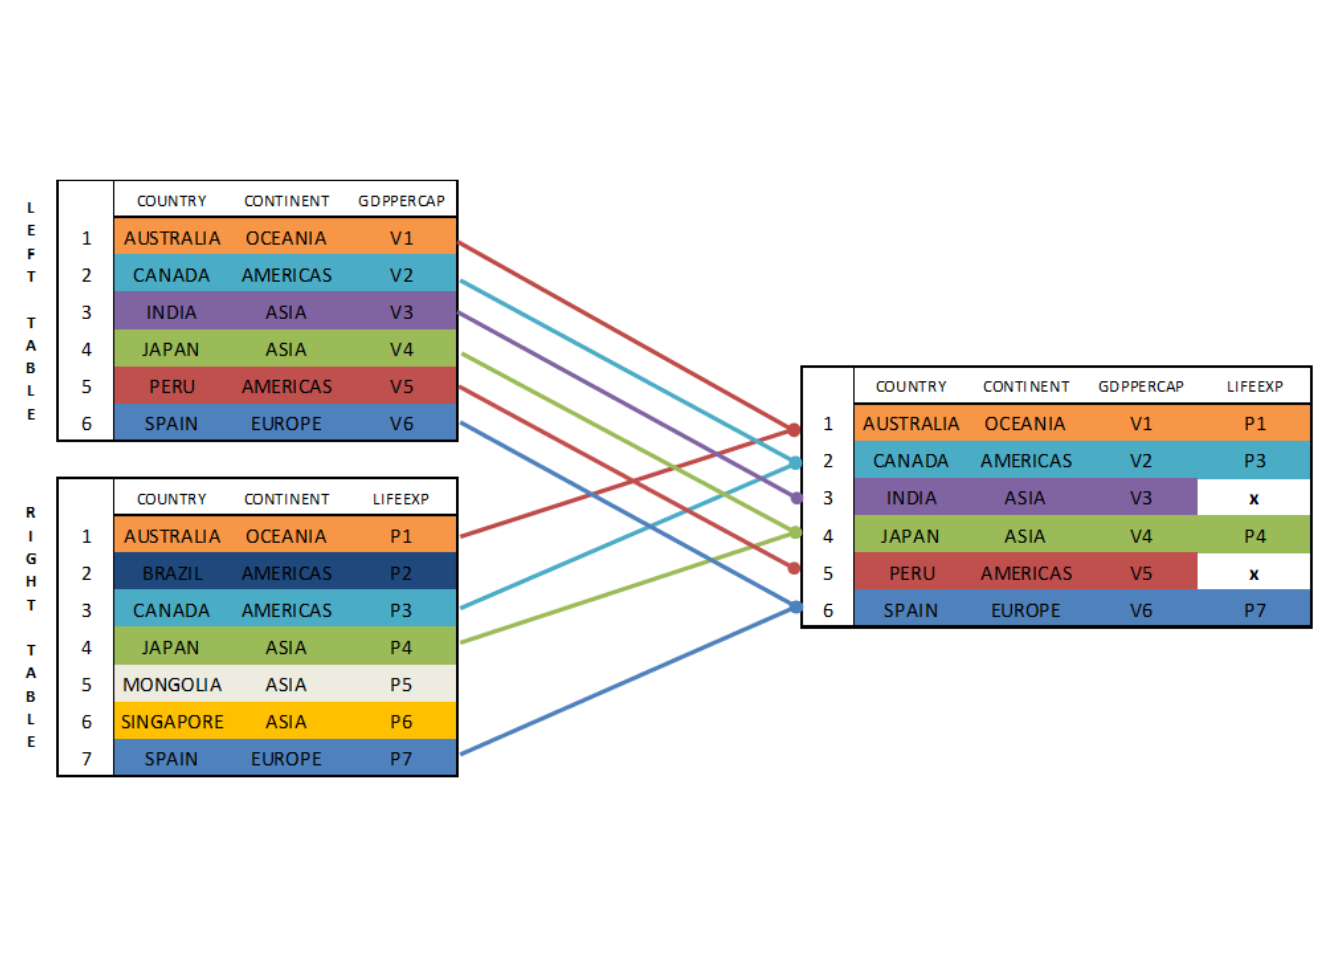 LEFT TABLE
COUNTRY CONTINENT GDPPERCAP
1 AUSTRALIA OCEANIA V1
2 CANADA AMERICAS V2
3 INDIA ASIA V3
4 JAPAN ASIA V4
5 PERU AMERICAS V5
6 SPAIN EUROPE V6
RIGHT TABLE
COUNTRY CONTINENT LIFEEXP
1 AUSTRALIA OCEANIA P1
2 BRAZIL AMERICAS P2
3 CANADA AMERICAS P3
4 JAPAN ASIA P4
5 MONGOLIA ASIA P5
6 SINGAPORE ASIA P6
7 SPAIN EUROPE P7
COUNTRY CONTINENT GDPPERCAP LIFEEXP
1 AUSTRALIA OCEANIA V1 P1
2 CANADA AMERICAS V2 P3
3 INDIA ASIA V3 x
4 JAPAN ASIA V4 P4
5 PERU AMERICAS V5 x
6 SPAIN EUROPE V6 P7